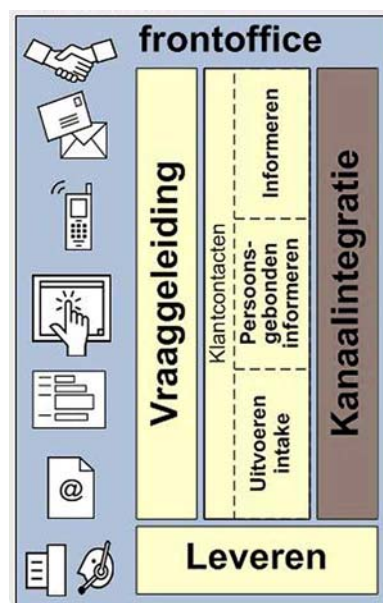 frontoffice
Vraaggeleiding
Klantcontacten
Informeren
Persoons-
gebonden
informeren
Uitvoeren
intake
Kanaalintegratie
@
Leveren